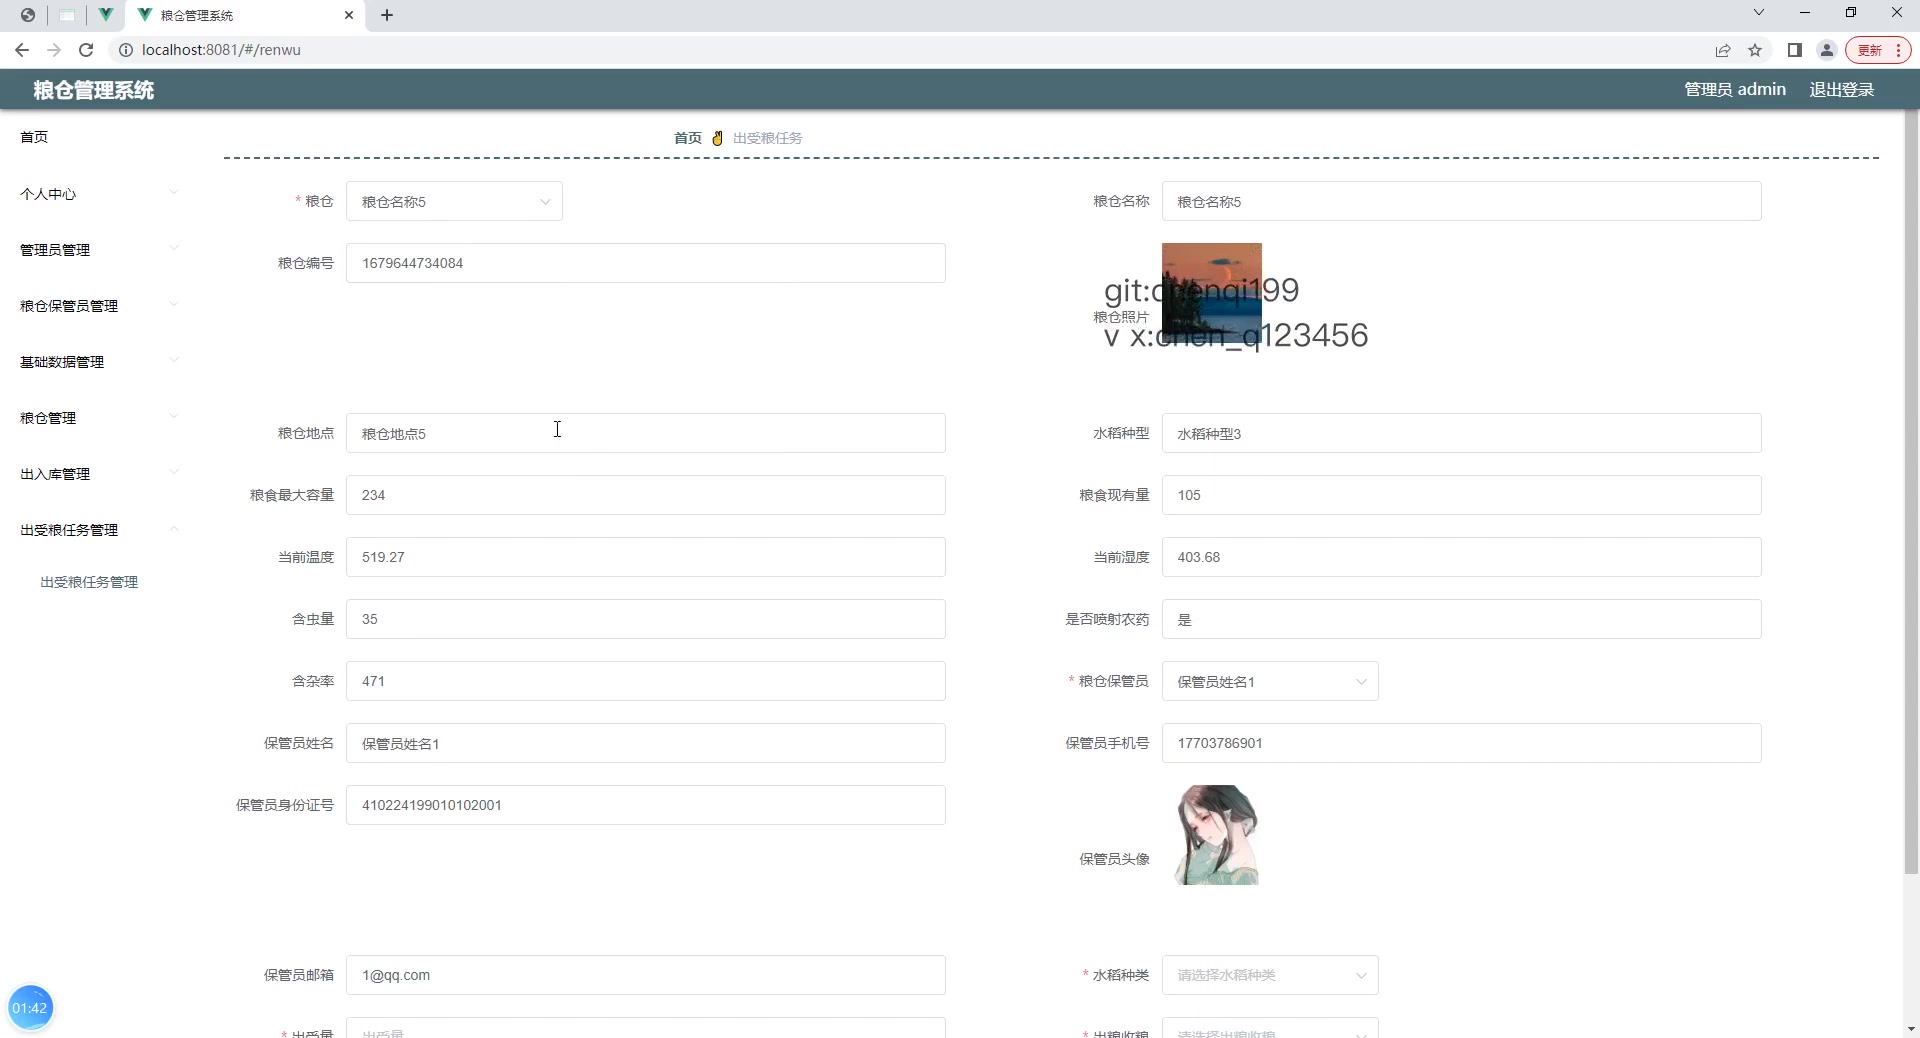 粮仓管理系统
localhost:8081/#/renwu
更新
粮仓管理系统
管理员 admin 退出登录
首页
首页 出受粮任务
个人中心
* 粮仓 粮仓名称5
粮仓名称 粮仓名称5
管理员管理
粮仓编号 1679644734084
git:chenqi199
粮仓保管员管理
粮仓照片
v x:chen_q123456
基础数据管理
粮仓管理
粮仓地点 粮仓地点5
水稻种型 水稻种型3
出入库管理
粮食最大容量 234
粮食现有量 105
出受粮任务管理
当前温度 519.27
当前湿度 403.68
出受粮任务管理
含虫量 35
是否喷射农药 是
含杂率 471
* 粮仓保管员 保管员姓名1
保管员姓名 保管员姓名1
保管员手机号 17703786901
保管员身份证号 410224199010102001
保管员头像
保管员邮箱 1@qq.com
* 水稻种类 请选择水稻种类
01:42
* 出受量 出受量
* 出粮收粮 请选择出粮收粮